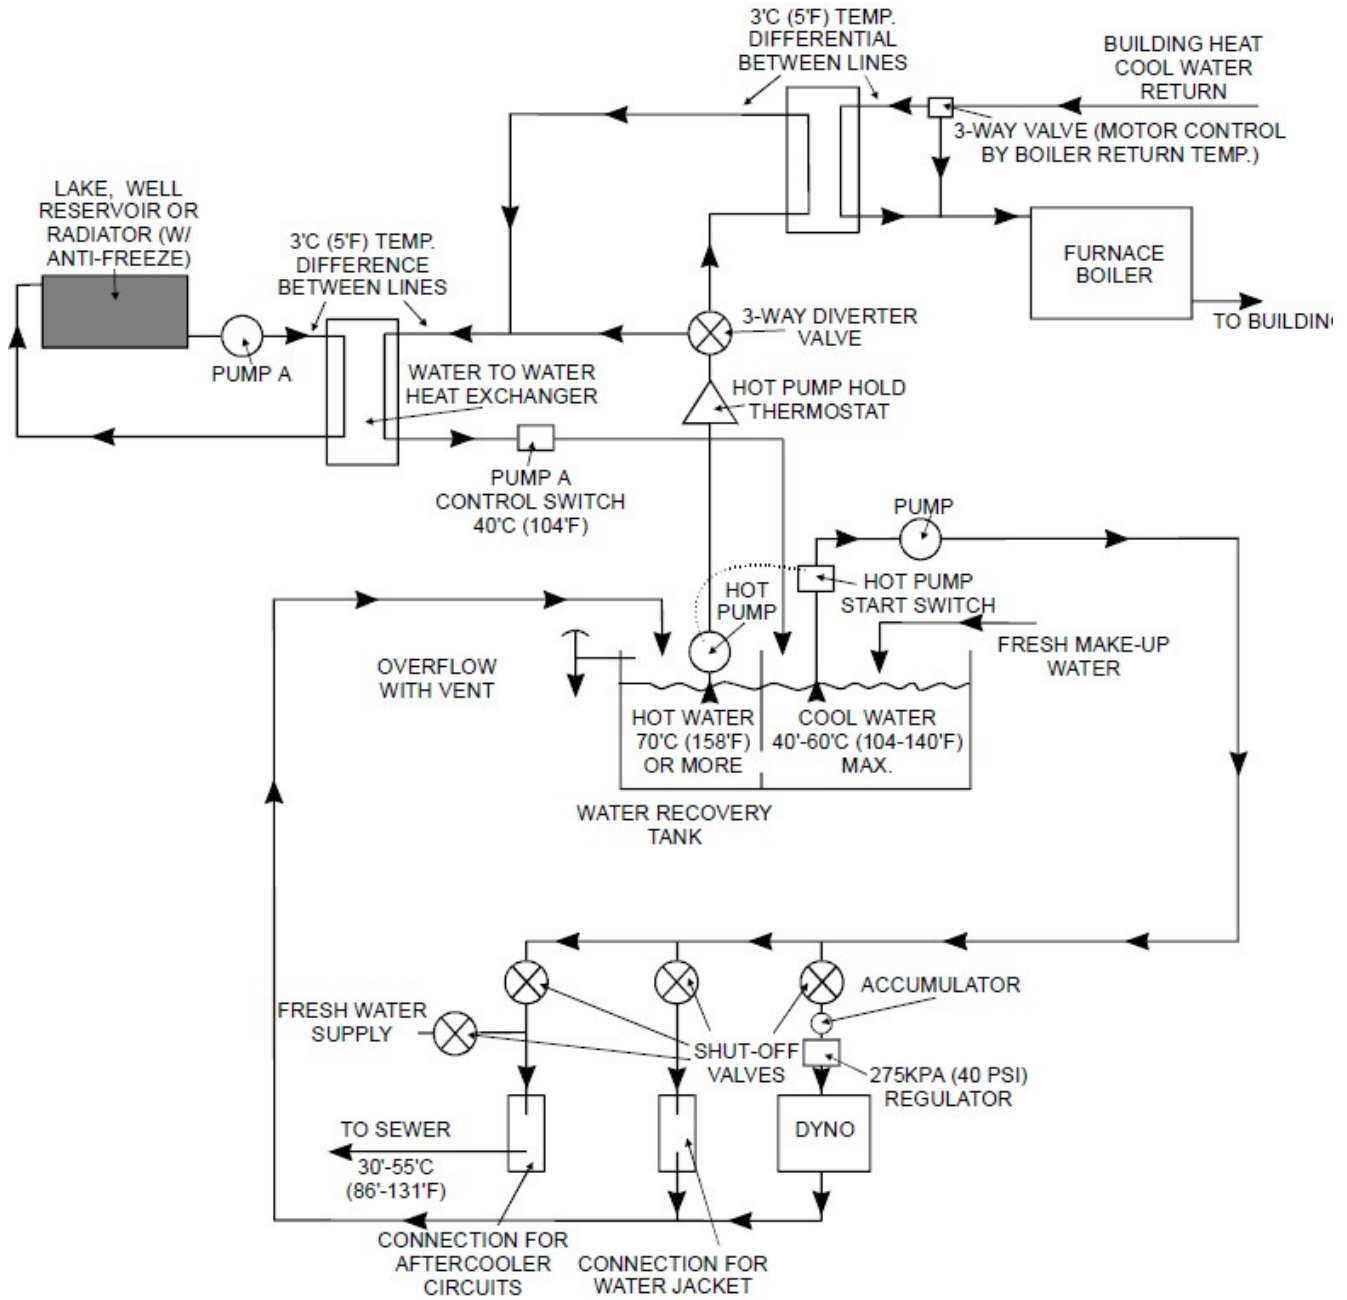 3'C (5'F) TEMP.
DIFFERENTIAL
BETWEEN LINES
BUILDING HEAT
COOL WATER
RETURN
3-WAY VALVE (MOTOR CONTROL
BY BOILER RETURN TEMP.)
LAKE, WELL
RESERVOIR OR
RADIATOR (W/
ANTI-FREEZE)
3'C (5'F) TEMP.
DIFFERENCE
BETWEEN LINES
FURNACE
BOILER
TO BUILDING
3-WAY DIVERTER
VALVE
PUMP A
WATER TO WATER
HEAT EXCHANGER
HOT PUMP HOLD
THERMOSTAT
PUMP A
CONTROL SWITCH
40'C (104'F)
PUMP
HOT
PUMP
HOT PUMP
START SWITCH
FRESH MAKE-UP
WATER
OVERFLOW
WITH VENT
HOT WATER
70'C (158'F)
OR MORE
COOL WATER
40'-60'C (104-140'F)
MAX.
WATER RECOVERY
TANK
ACCUMULATOR
FRESH WATER
SUPPLY
SHUT-OFF
VALVES
275KPA (40 PSI)
REGULATOR
DYNO
TO SEWER
30'-55'C
(86'-131'F)
CONNECTION FOR
AFTERCOOLER
CIRCUITS
CONNECTION FOR
WATER JACKET